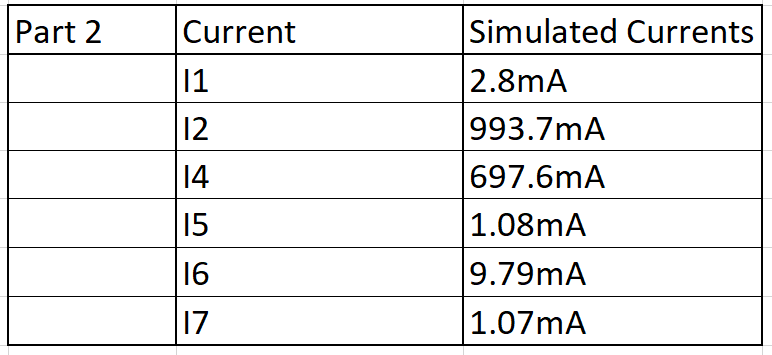 Part 2 Current Simulated Currents
I1 2.8mA
I2 993.7mA
I4 697.6mA
I5 1.08mA
I6 9.79mA
I7 1.07mA